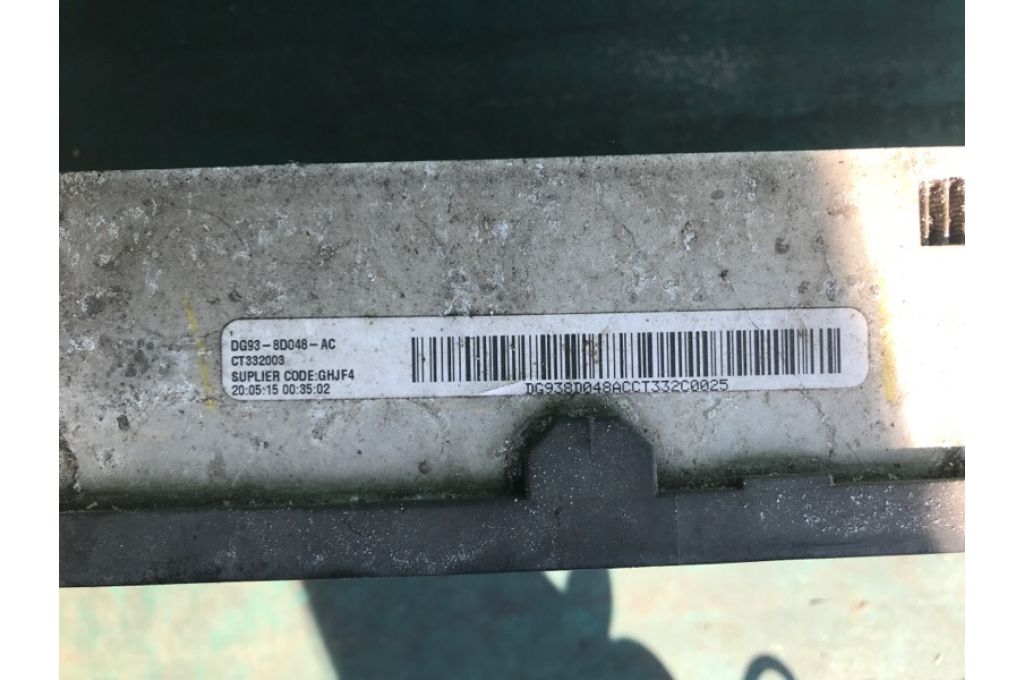 DG93-8D048-AC
CT332003
SUPLIER CODE:GHJF4
20:05:15 00:35:02
DG938D048ACCT332C0025